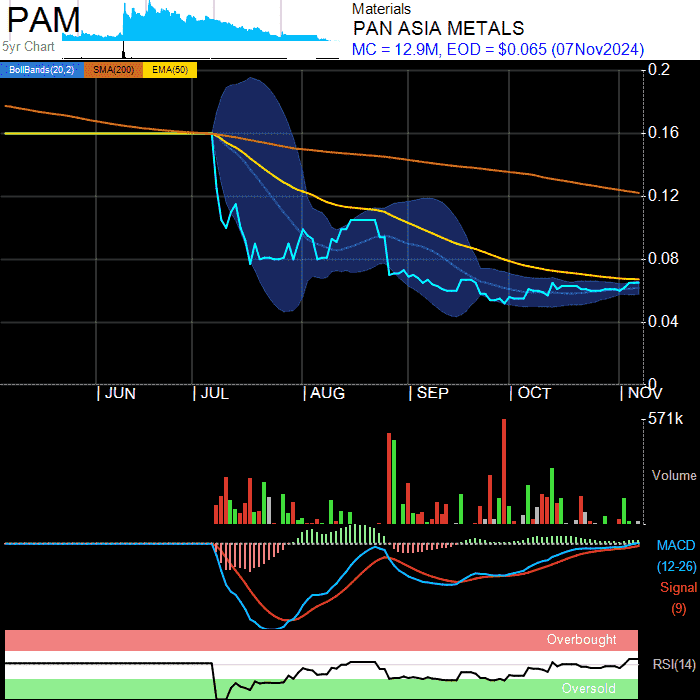 PAM
5yr Chart
Materials
PAN ASIA METALS
MC = 12.9M, EOD = $0.065 (07Nov2024)
BollBands(20,2) SMA(200) EMA(50)
0.2
0.16
0.12
0.08
0.04
0
JUN JUL AUG SEP OCT NOV
571k
Volume
MACD
(12-26)
Signal
(9)
Overbought
RSI(14)
Oversold